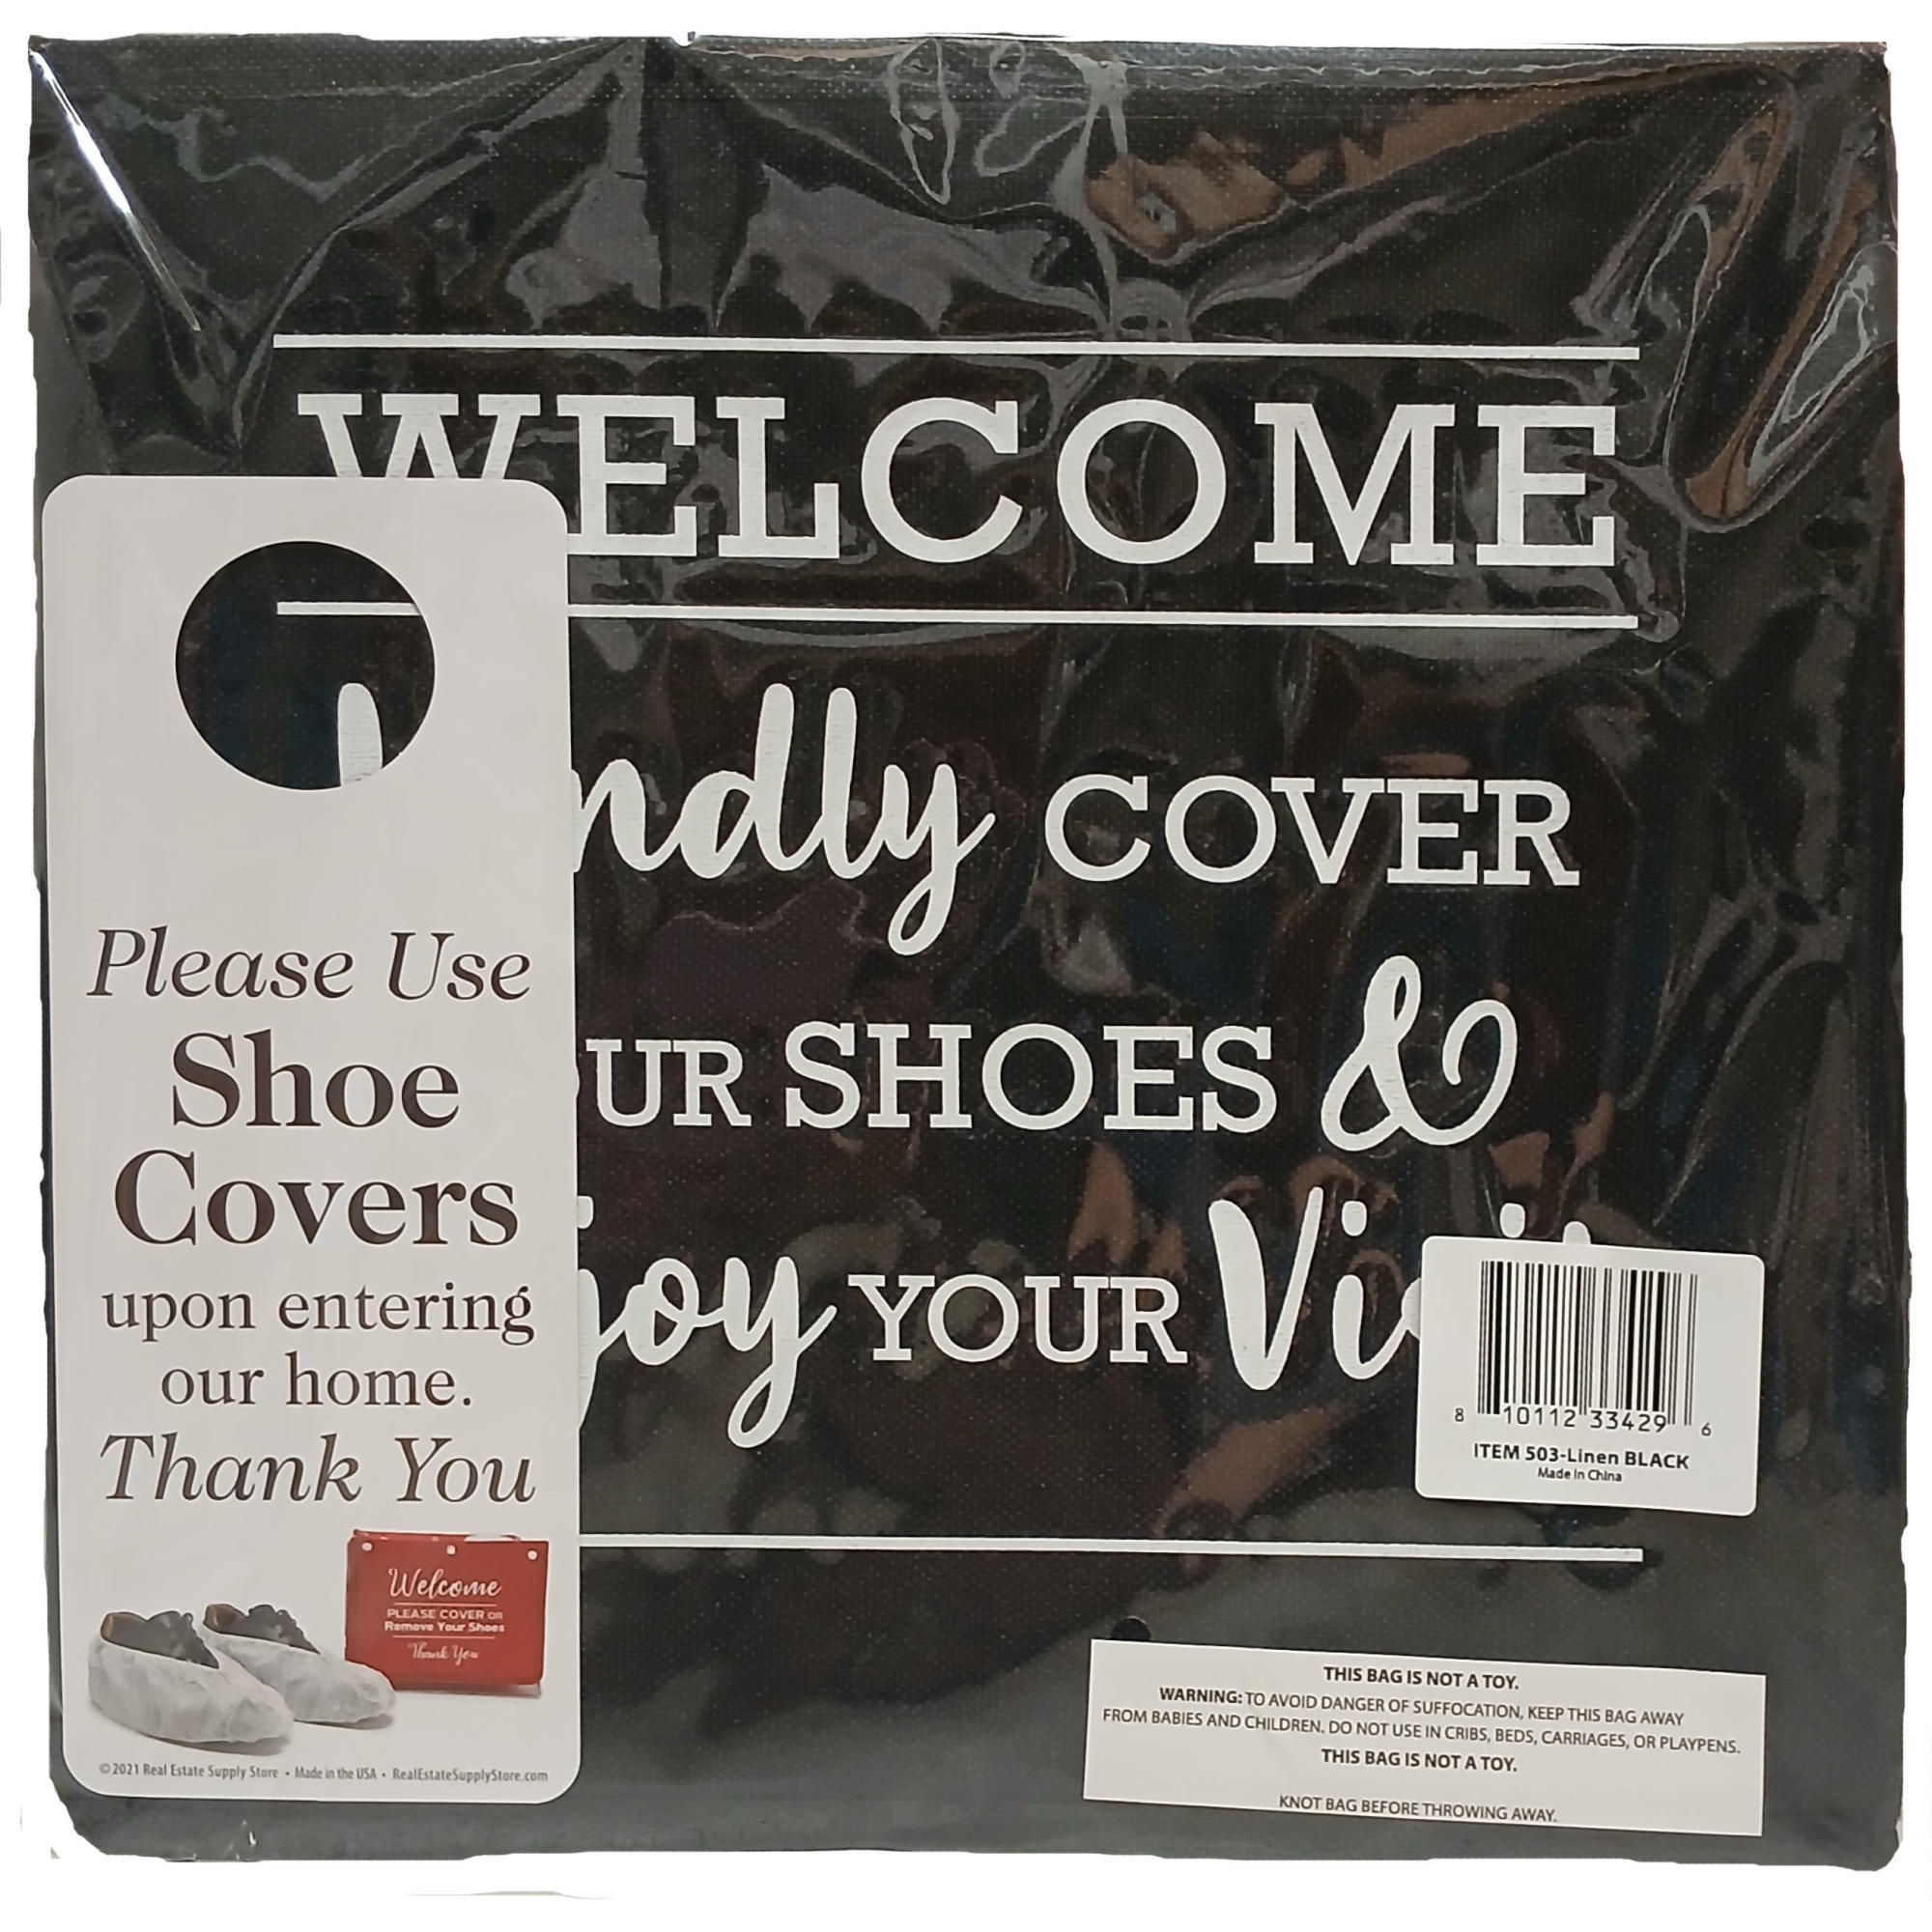 WELCOME
ndly COVER
UR SHOES &
joy YOUR Vi
Please Use
Shoe
Covers
upon entering
our home.
Thank You
Welcome
PLEASE COVER OR
Remove Your Shoes
Thank You
©2021 Real Estate Supply Store • Made in the USA • RealEstateSupplyStore.com
8 10112 33429 6
ITEM 503-Linen BLACK
Made in China
THIS BAG IS NOT A TOY.
WARNING: TO AVOID DANGER OF SUFFOCATION, KEEP THIS BAG AWAY
FROM BABIES AND CHILDREN. DO NOT USE IN CRIBS, BEDS, CARRIAGES, OR PLAYPENS.
THIS BAG IS NOT A TOY.
KNOT BAG BEFORE THROWING AWAY.